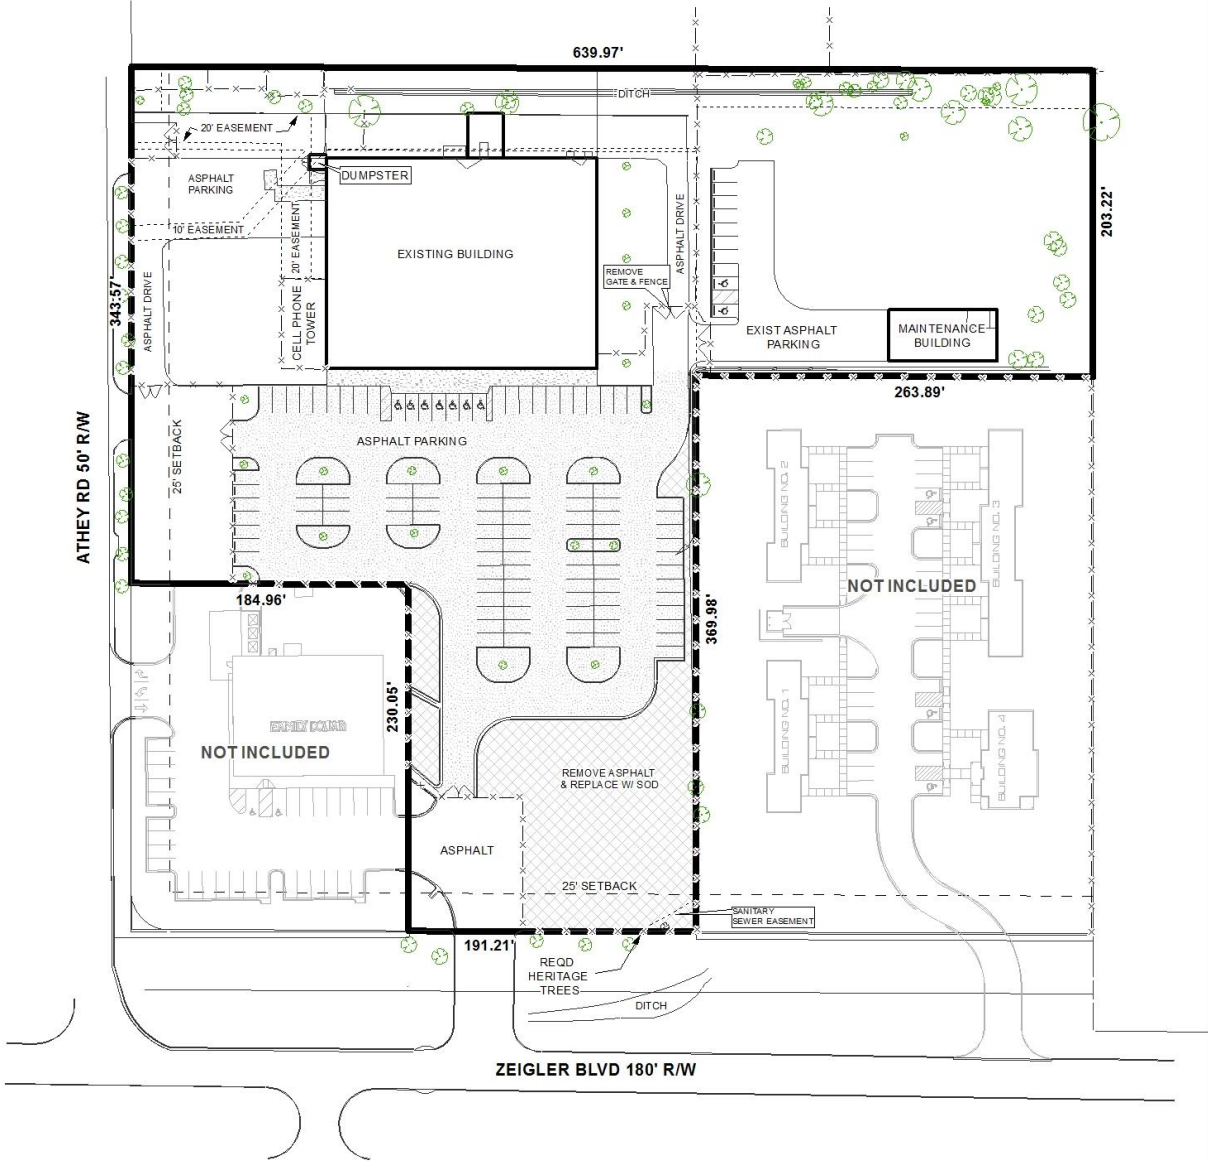 639.97'
DITCH
20' EASEMENT
DUMPSTER
ASPHALT
PARKING
10' EASEMENT
20' EASEMENT
EXISTING BUILDING
ASPHALT DRIVE
203.22'
REMOVE
GATE & FENCE
343.57'
ASPHALT DRIVE
CELL PHONE
TOWER
EXIST ASPHALT
PARKING
MAINTENANCE
BUILDING
263.89'
ATHEY RD 50' R/W
25' SETBACK
ASPHALT PARKING
BUILDING NO. 2
BUILDING NO. 3
NOT INCLUDED
184.96'
369.98'
230.05'
FAMILY DOLLAR
NOT INCLUDED
BUILDING NO. 1
BUILDING NO. 4
REMOVE ASPHALT
& REPLACE W/ SOD
ASPHALT
25' SETBACK
SANITARY
SEWER EASEMENT
191.21'
REQD
HERITAGE
TREES
DITCH
ZEIGLER BLVD 180' R/W